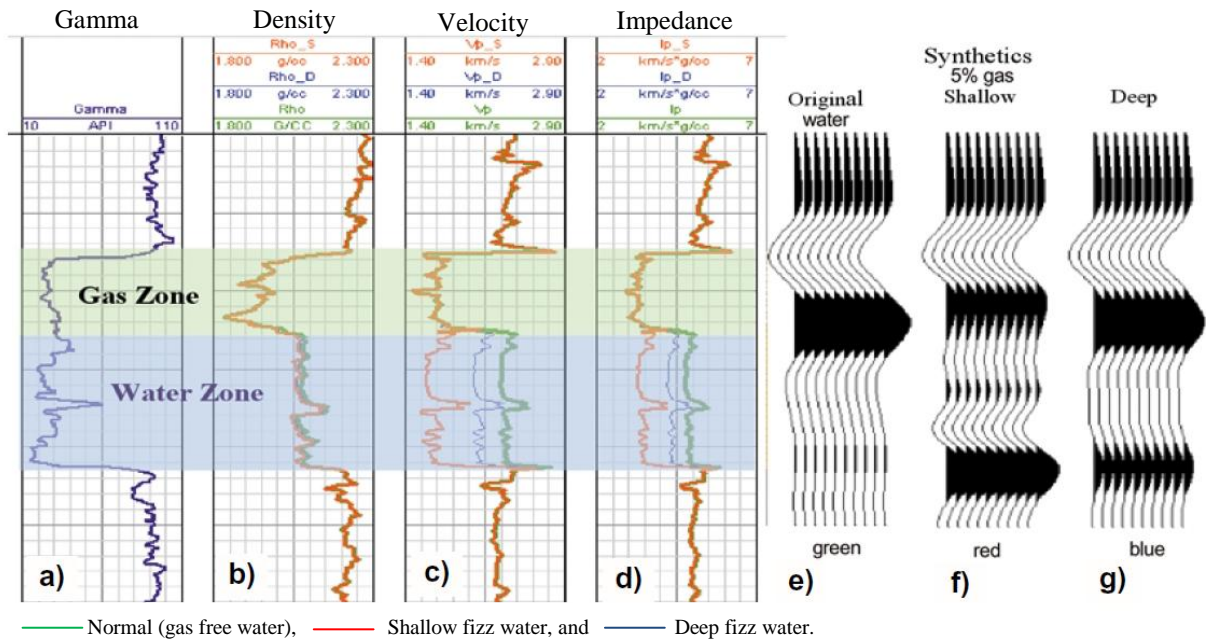 Gamma Density Velocity Impedance
Rho_S Vp_S Ip_S
1.800 g/cc 2.300 1.40 km/s 2.90 2 km/s*g/cc 7
Rho_D Vp_D Ip_D
1.800 g/cc 2.300 1.40 km/s 2.90 2 km/s*g/cc 7
Gamma Rho Vp Ip
10 API 110 1.800 G/CC 2.300 1.40 km/s 2.90 2 km/s*g/cc 7
Synthetics
5% gas
Original Shallow Deep
water
Gas Zone
Water Zone
green red blue
a) b) c) d) e) f) g)
Normal (gas free water), Shallow fizz water, and Deep fizz water.